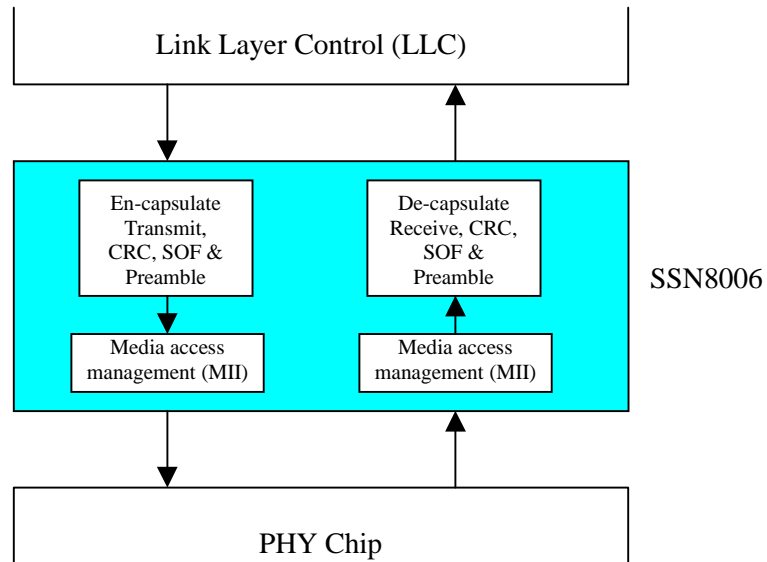 Link Layer Control (LLC)
En-capsulate
Transmit,
CRC, SOF &
Preamble
De-capsulate
Receive, CRC,
SOF &
Preamble
SSN8006
Media access
management (MII)
Media access
management (MII)
PHY Chip